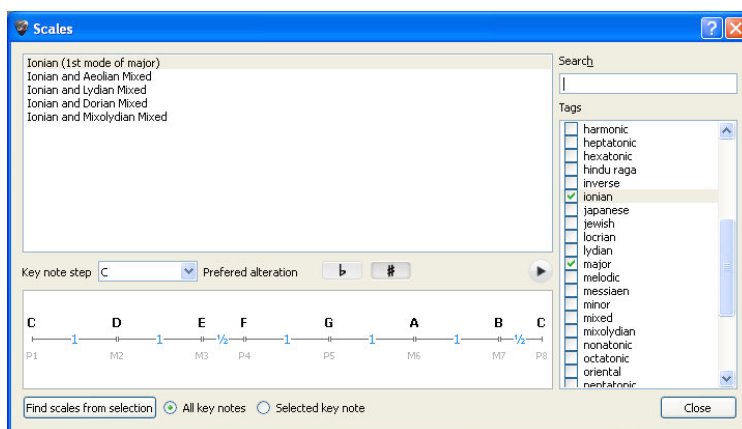 Scales
Ionian (1st mode of major)
Ionian and Aeolian Mixed
Ionian and Lydian Mixed
Ionian and Dorian Mixed
Ionian and Mixolydian Mixed
Search
Tags
harmonic
heptatonic
hexatonic
hindu raga
inverse
ionian
japanese
jewish
locrian
lydian
major
melodic
messiaen
minor
mixed
mixolydian
nonatonic
octatonic
oriental
pentatonic
Key note step C Prefered alteration ♭ #
C D E F G A B C
1 1 ½ 1 1 1 ½
P1 M2 M3 P4 P5 M6 M7 P8
Find scales from selection All key notes Selected key note Close